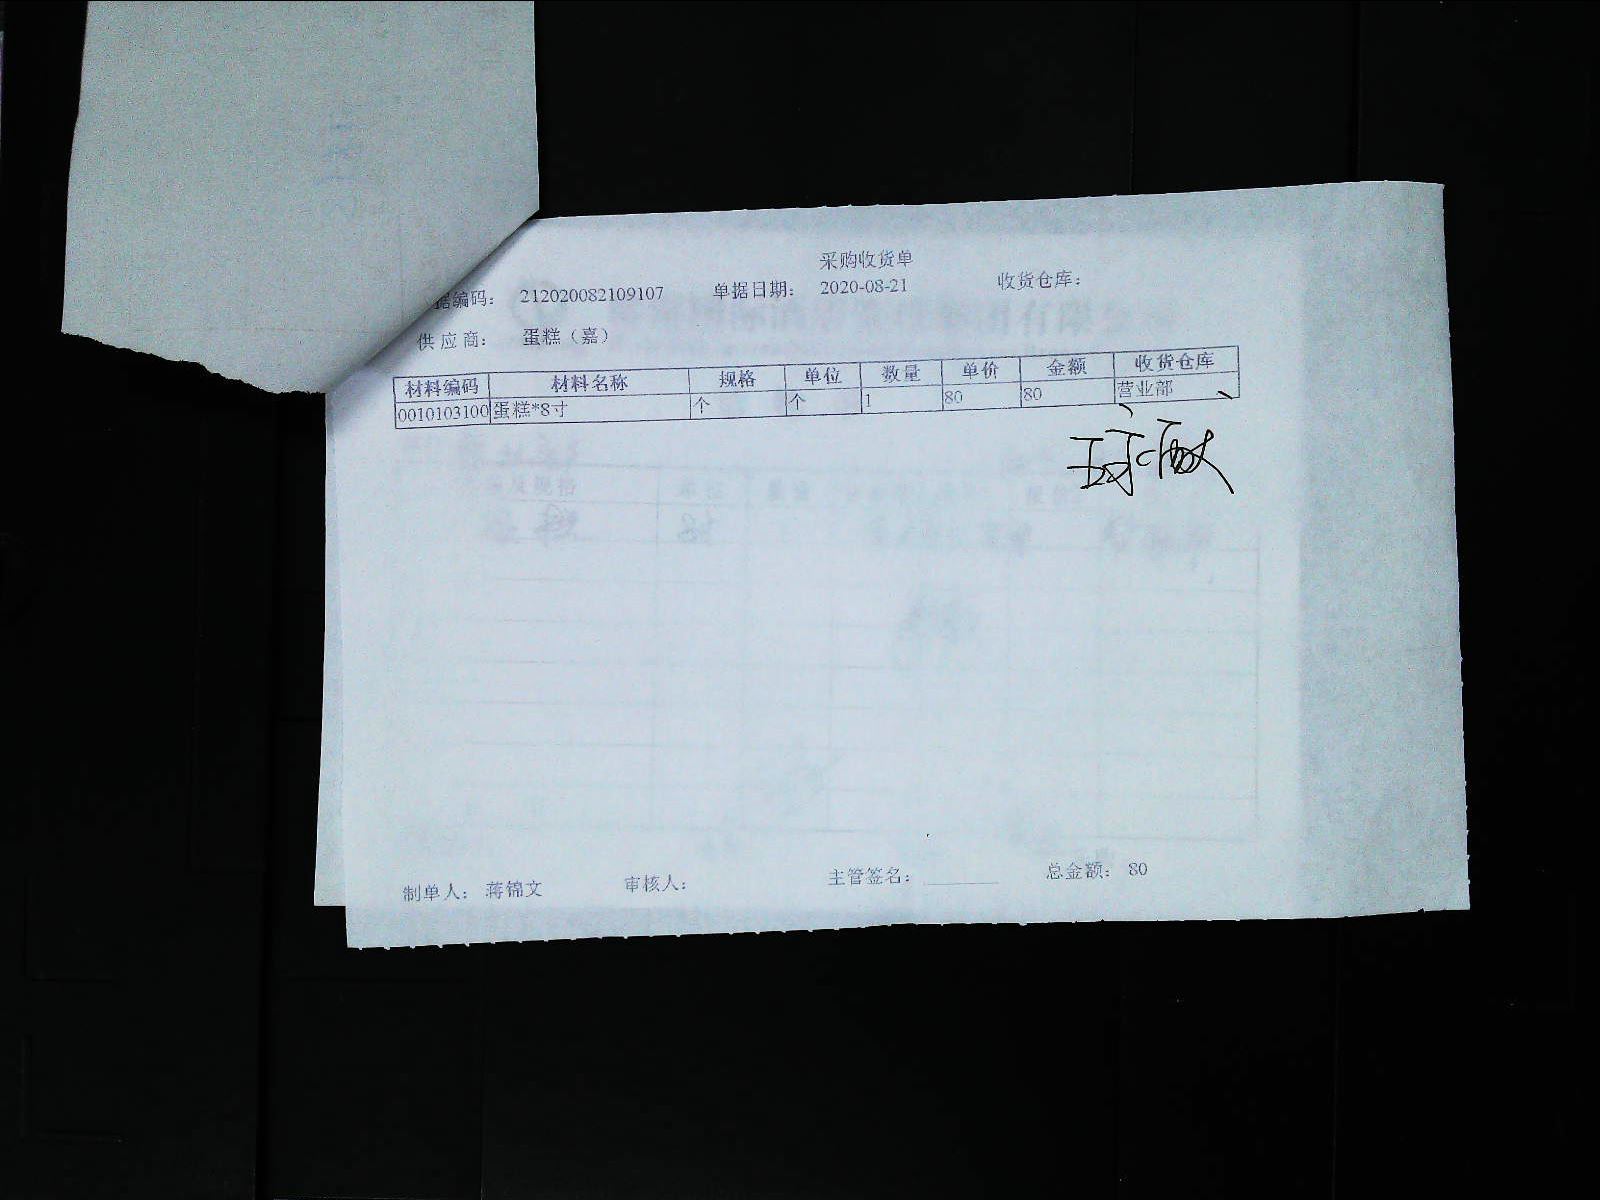 采购收货单
据编码： 212020082109107 单据日期： 2020-08-21 收货仓库：
供应商： 蛋糕（嘉）
材料编码 材料名称 规格 单位 数量 单价 金额 收货仓库
0010103100 蛋糕*8寸 个 个 1 80 80 营业部
制单人： 蒋锦文 审核人： 主管签名： 总金额： 80